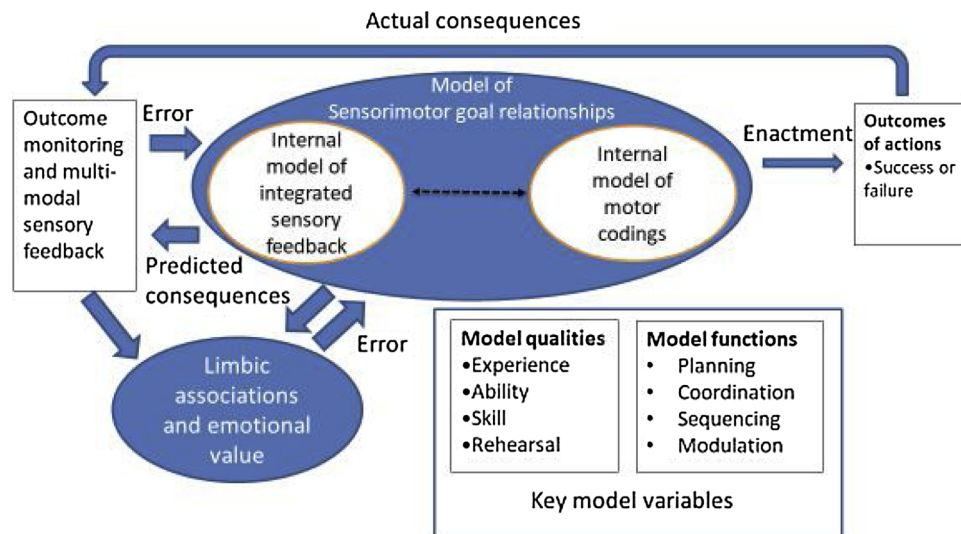 Actual consequences
Model of
Sensorimotor goal relationships
Outcome
monitoring
and multi-
modal
sensory
feedback
Error
Internal
model of
integrated
sensory
feedback
Internal
model of
motor
codings
Enactment
Outcomes
of actions
•Success or
failure
Predicted
consequences
Error
Limbic
associations
and emotional
value
Model qualities
•Experience
•Ability
•Skill
•Rehearsal
Model functions
• Planning
• Coordination
• Sequencing
• Modulation
Key model variables